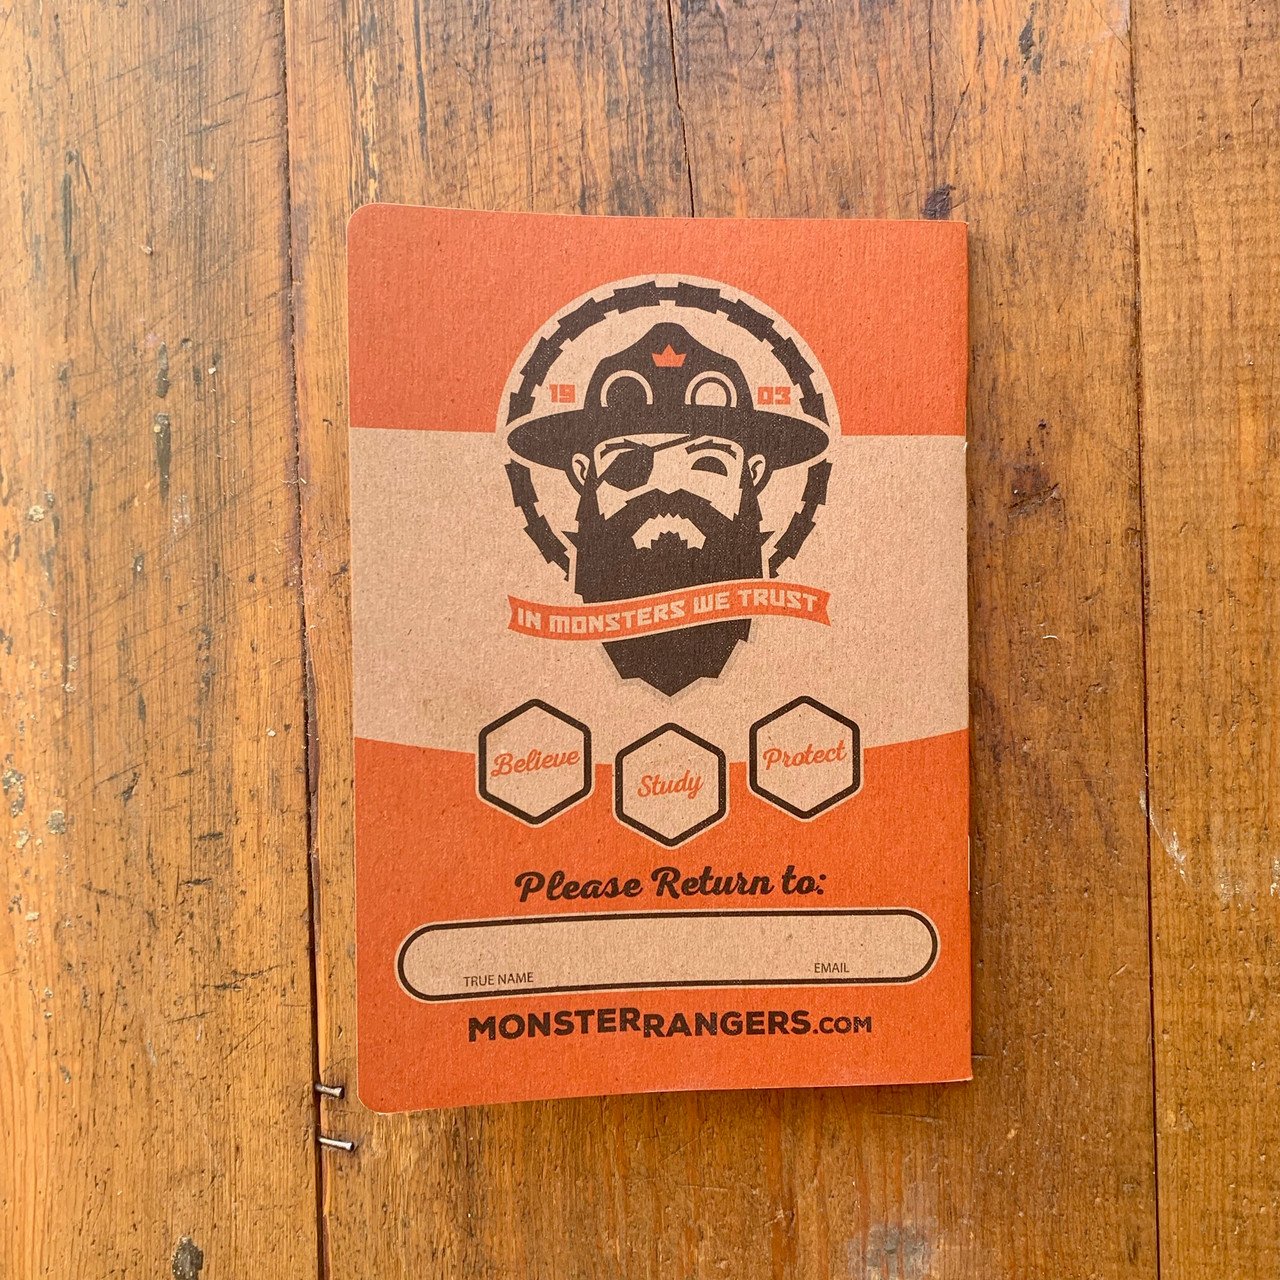 19 03
IN MONSTERS WE TRUST
Believe
Study
Protect
Please Return to:
TRUE NAME EMAIL
MONSTERRANGERS.COM